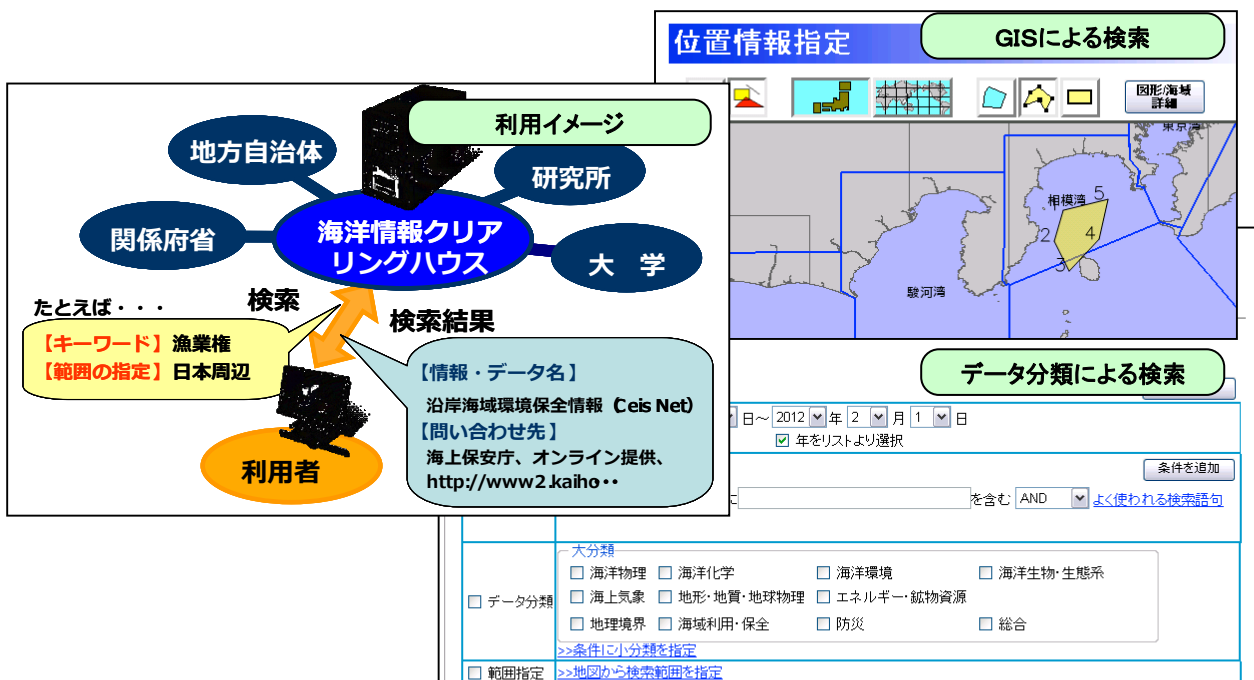 利用イメージ
地方自治体
研究所
関係府省
海洋情報クリア
リングハウス
大 学
たとえば・・・
検索
検索結果
【キーワード】漁業権
【範囲の指定】日本周辺
【情報・データ名】
沿岸海域環境保全情報 (Ceis Net)
【問い合わせ先】
海上保安庁、オンライン提供、
http://www2.kaiho・・
利用者
位置情報指定
GISによる検索
図形/海域
詳細
東京湾
相模湾
駿河湾
1
2
3
4
5
データ分類による検索
日～ 2012 年 2 月 1 日
年をリストより選択
条件を追加
に
を含む AND よく使われる検索語句
大分類
海洋物理 海洋化学 海洋環境 海洋生物・生態系
データ分類
海上気象 地形・地質・地球物理 エネルギー・鉱物資源
地理境界 海域利用・保全 防災 総合
>>条件に小分類を指定
範囲指定 >>地図から検索範囲を指定